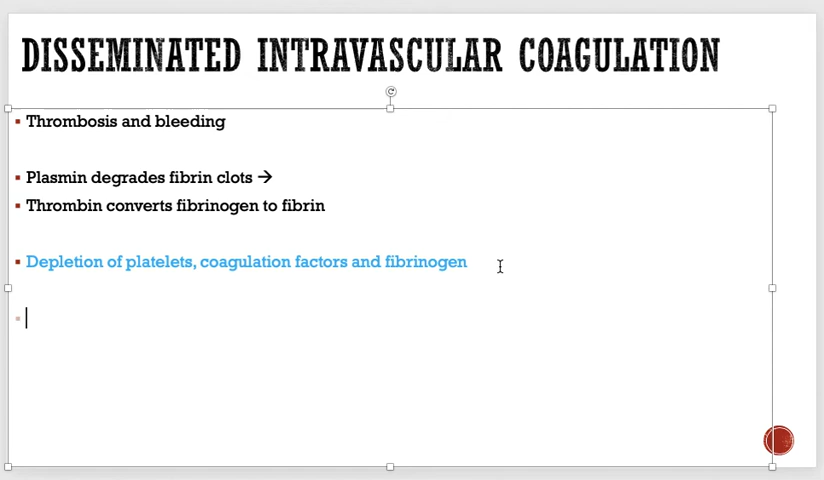 DISSEMINATED INTRAVASCULAR COAGULATION
Thrombosis and bleeding
Plasmin degrades fibrin clots →
Thrombin converts fibrinogen to fibrin
Depletion of platelets, coagulation factors and fibrinogen